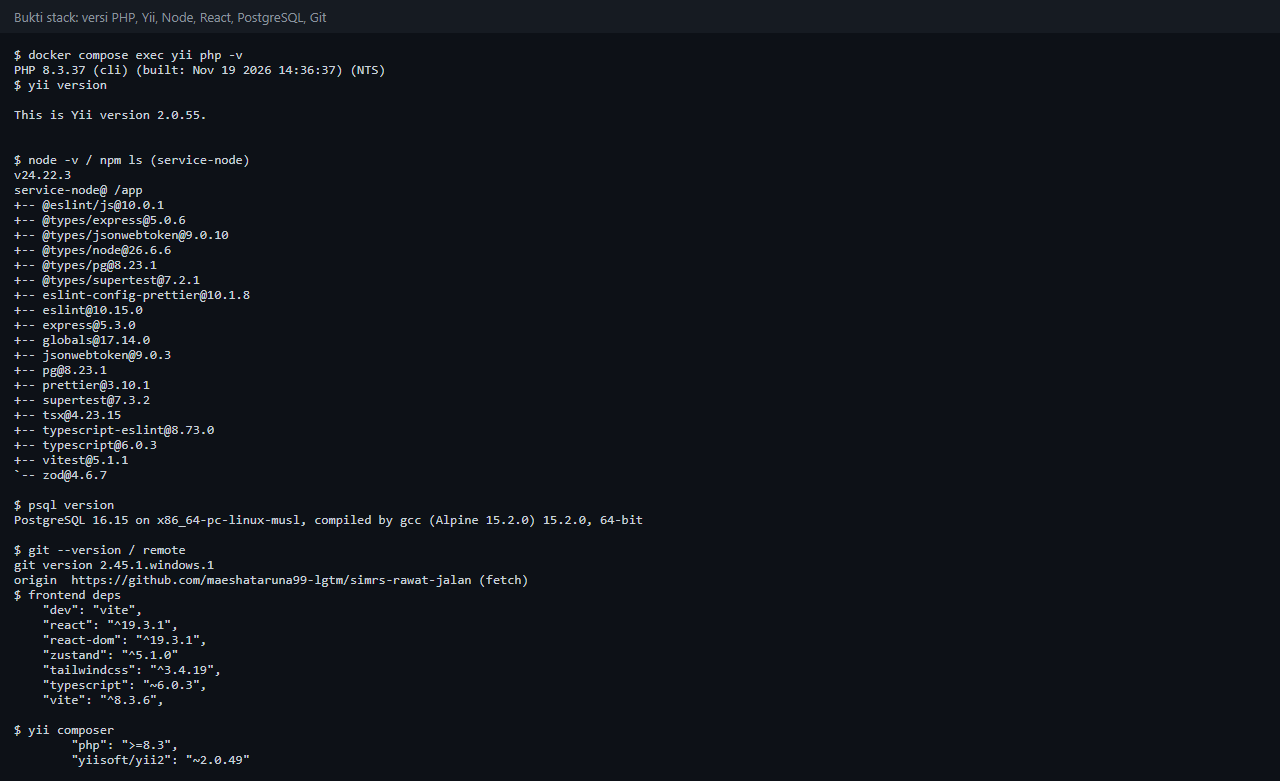 Bukti stack: versi PHP, Yii, Node, React, PostgreSQL, Git
$ docker compose exec yii php -v
PHP 8.3.37 (cli) (built: Nov 19 2026 14:36:37) (NTS)
$ yii version
This is Yii version 2.0.55.
$ node -v / npm ls (service-node)
v24.22.3
service-node@ /app
+-- @eslint/js@10.0.1
+-- @types/express@5.0.6
+-- @types/jsonwebtoken@9.0.10
+-- @types/node@26.6.6
+-- @types/pg@8.23.1
+-- @types/supertest@7.2.1
+-- eslint-config-prettier@10.1.8
+-- eslint@10.15.0
+-- express@5.3.0
+-- globals@17.14.0
+-- jsonwebtoken@9.0.3
+-- pg@8.23.1
+-- prettier@3.10.1
+-- supertest@7.3.2
+-- tsx@4.23.15
+-- typescript-eslint@8.73.0
+-- typescript@6.0.3
+-- vitest@5.1.1
`-- zod@4.6.7
$ psql version
PostgreSQL 16.15 on x86_64-pc-linux-musl, compiled by gcc (Alpine 15.2.0) 15.2.0, 64-bit
$ git --version / remote
git version 2.45.1.windows.1
origin  https://github.com/maeshataruna99-lgtm/simrs-rawat-jalan (fetch)
$ frontend deps
    "dev": "vite",
    "react": "^19.3.1",
    "react-dom": "^19.3.1",
    "zustand": "^5.1.0"
    "tailwindcss": "^3.4.19",
    "typescript": "~6.0.3",
    "vite": "^8.3.6",
$ yii composer
        "php": ">=8.3",
        "yiisoft/yii2": "~2.0.49"